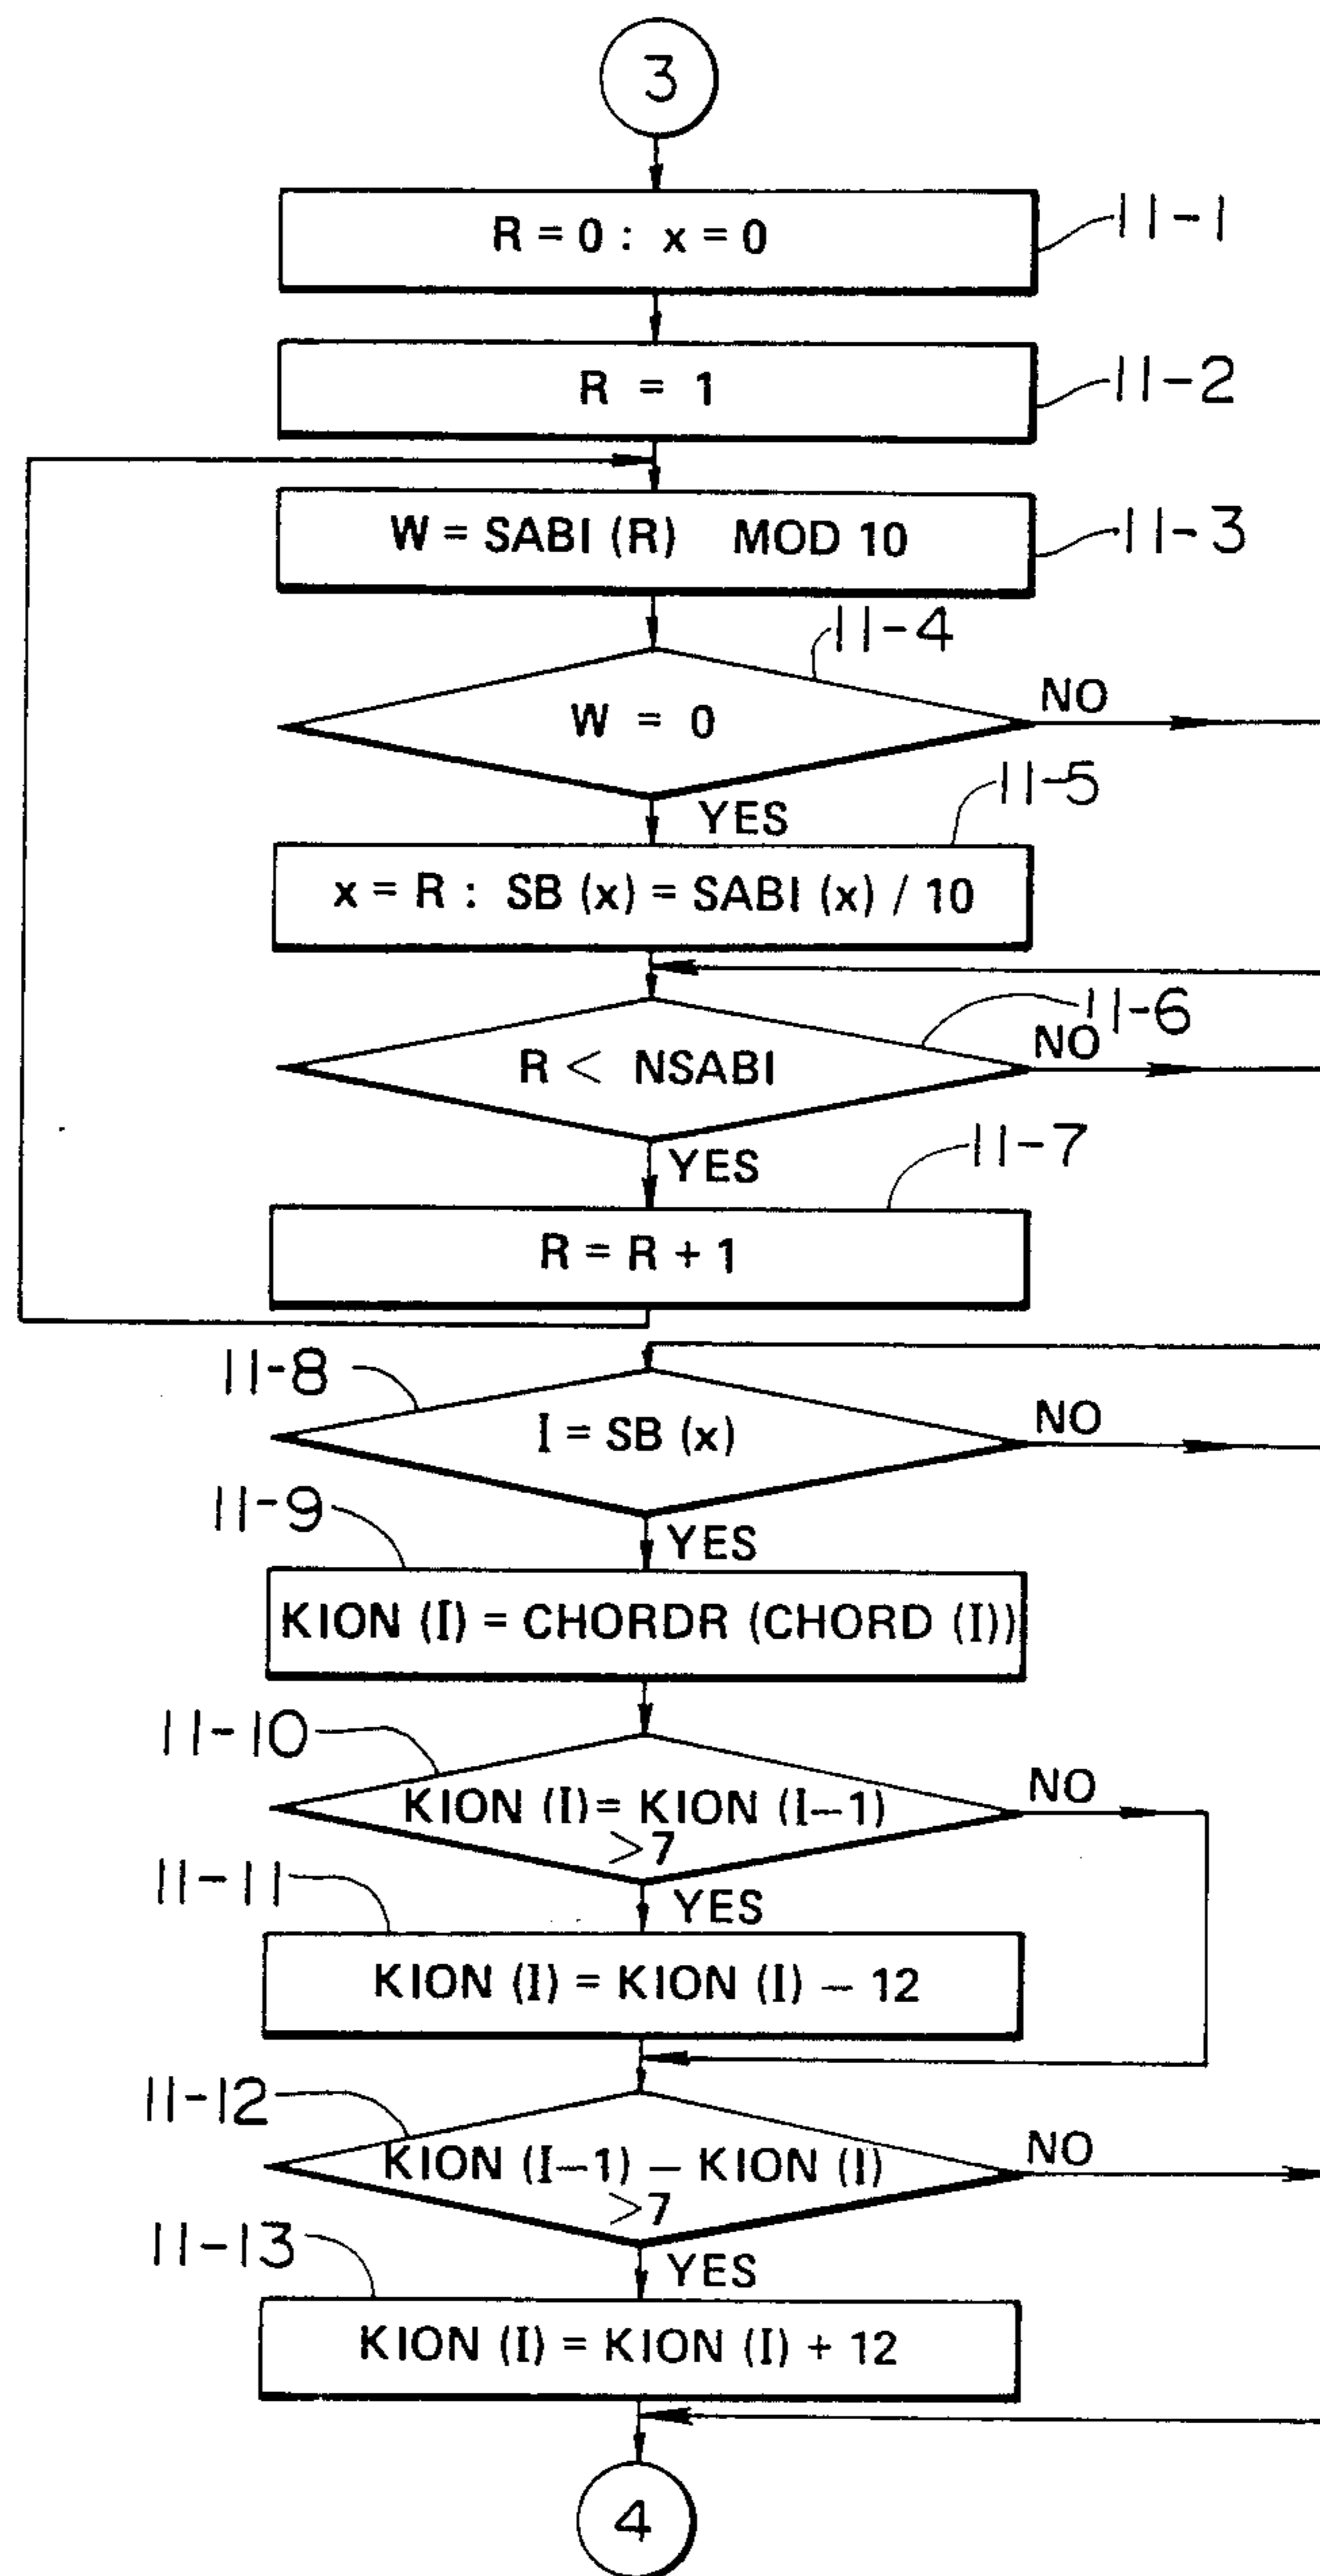 3
R = 0 : x = 0
11-1
R = 1
11-2
W = SABI (R) MOD 10
11-3
11-4
W = 0
NO
YES
11-5
x = R : SB (x) = SABI (x) / 10
11-6
R < NSABI
NO
YES
11-7
R = R + 1
11-8
I = SB (x)
NO
11-9
YES
KION (I) = CHORDR (CHORD (I))
11-10
KION (I) = KION (I−1)
>7
NO
11-11
YES
KION (I) = KION (I) − 12
11-12
KION (I−1) − KION (I)
>7
NO
11-13
YES
KION (I) = KION (I) + 12
4